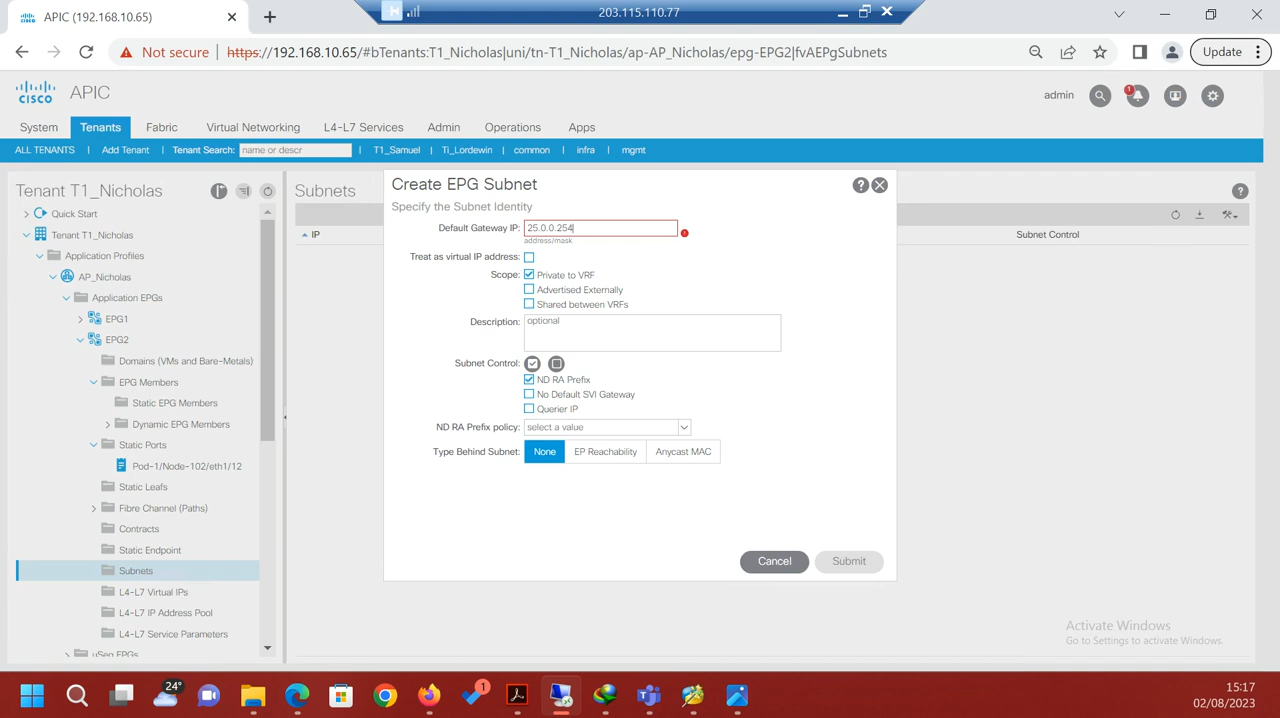 APIC (192.168.10.65)
203.115.110.77
Not secure | https://192.168.10.65/#bTenants:T1_Nicholas|uni/tn-T1_Nicholas/ap-AP_Nicholas/epg-EPG2|fvAEPgSubnets
Update
CISCO APIC
admin
1
System Tenants Fabric Virtual Networking L4-L7 Services Admin Operations Apps
ALL TENANTS | Add Tenant | Tenant Search: name or descr | T1_Samuel | Ti_Lordewin | common | infra | mgmt
Tenant T1_Nicholas
Quick Start
Tenant T1_Nicholas
Application Profiles
AP_Nicholas
Application EPGs
EPG1
EPG2
Domains (VMs and Bare-Metals)
EPG Members
Static EPG Members
Dynamic EPG Members
Static Ports
Pod-1/Node-102/eth1/12
Static Leafs
Fibre Channel (Paths)
Contracts
Static Endpoint
Subnets
L4-L7 Virtual IPs
L4-L7 IP Address Pool
L4-L7 Service Parameters
uSeg EPGs
Subnets
IP
Subnet Control
Create EPG Subnet
Specify the Subnet Identity
Default Gateway IP: 25.0.0.254
address/mask
Treat as virtual IP address:
Scope: Private to VRF
Advertised Externally
Shared between VRFs
Description: optional
Subnet Control:
ND RA Prefix
No Default SVI Gateway
Querier IP
ND RA Prefix policy: select a value
Type Behind Subnet: None EP Reachability Anycast MAC
Cancel Submit
Activate Windows
Go to Settings to activate Windows.
24°
1
15:17
02/08/2023